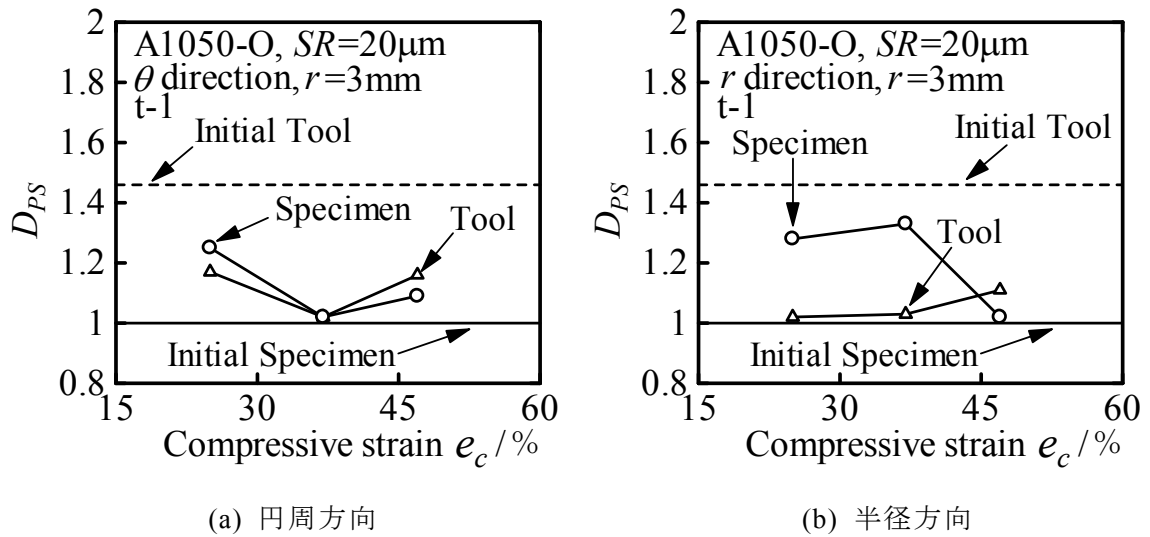 2
1.8
1.6
1.4
1.2
1
0.8
15
30
45
60
D_PS
A1050-O, SR=20μm
θ direction, r=3mm
t-1
Initial Tool
Specimen
Tool
Initial Specimen
Compressive strain e_c / %
(a) 円周方向
2
1.8
1.6
1.4
1.2
1
0.8
15
30
45
60
D_PS
A1050-O, SR=20μm
r direction, r=3mm
t-1
Initial Tool
Specimen
Tool
Initial Specimen
Compressive strain e_c / %
(b) 半径方向